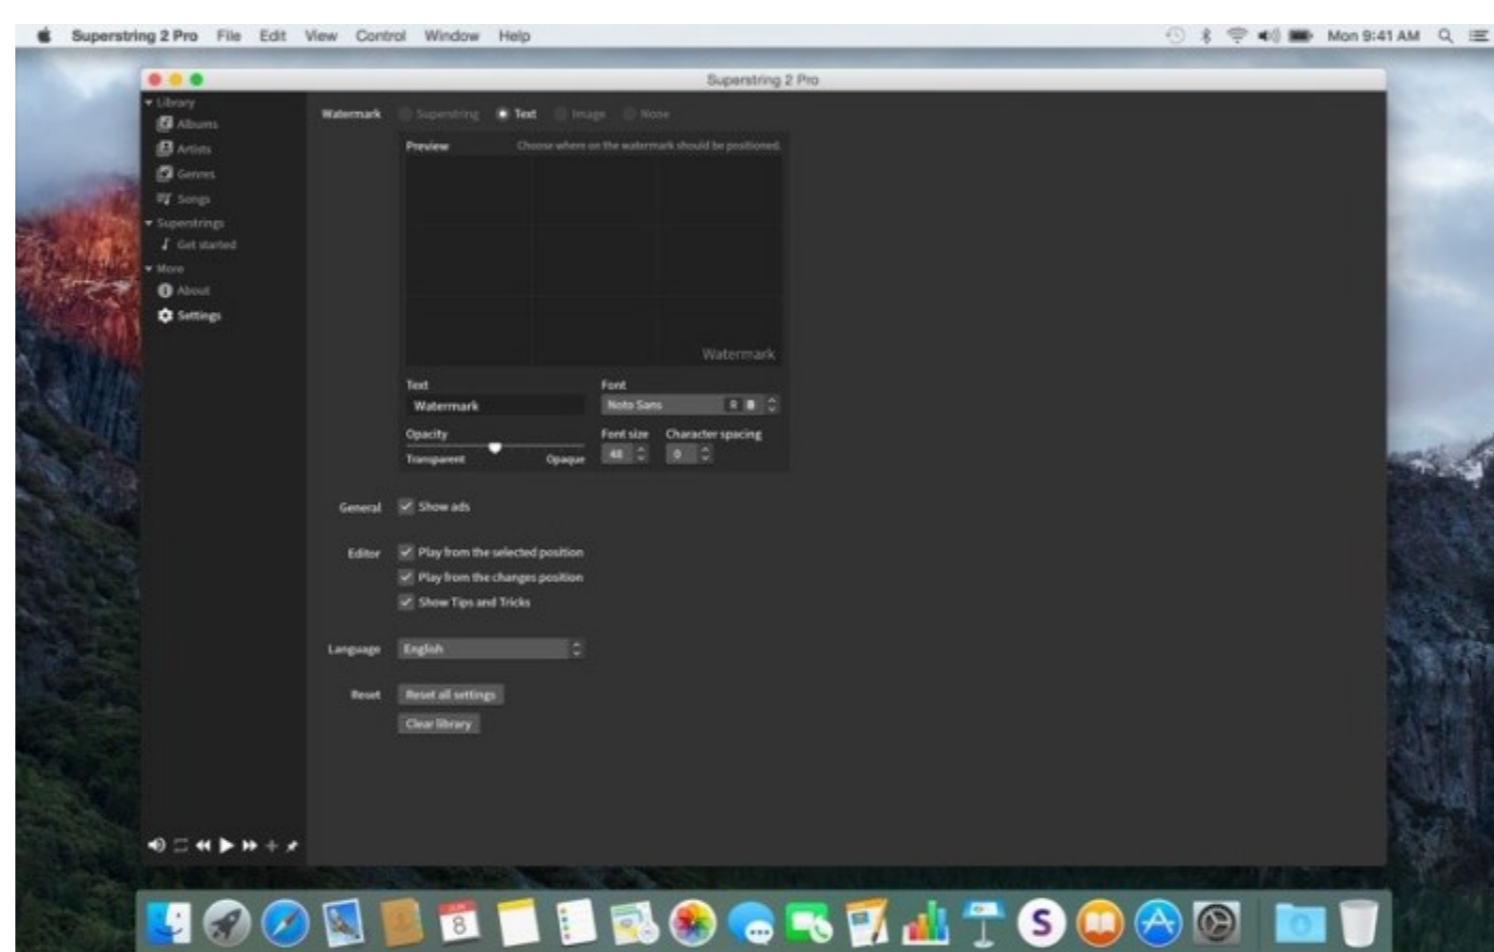 Superstring 2 Pro File Edit View Control Window Help Mon 9:41 AM
Superstring 2 Pro
Library
Albums
Artists
Genres
Songs
Superstrings
Get started
More
About
Settings
Watermark Superstring Text Image None
Preview Choose where on the watermark should be positioned.
Watermark
Text Font
Watermark Noto Sans R B
Opacity Font size Character spacing
48 0
Transparent Opaque
General Show ads
Editor Play from the selected position
Play from the changes position
Show Tips and Tricks
Language English
Reset Reset all settings
Clear library
JUN
8
S